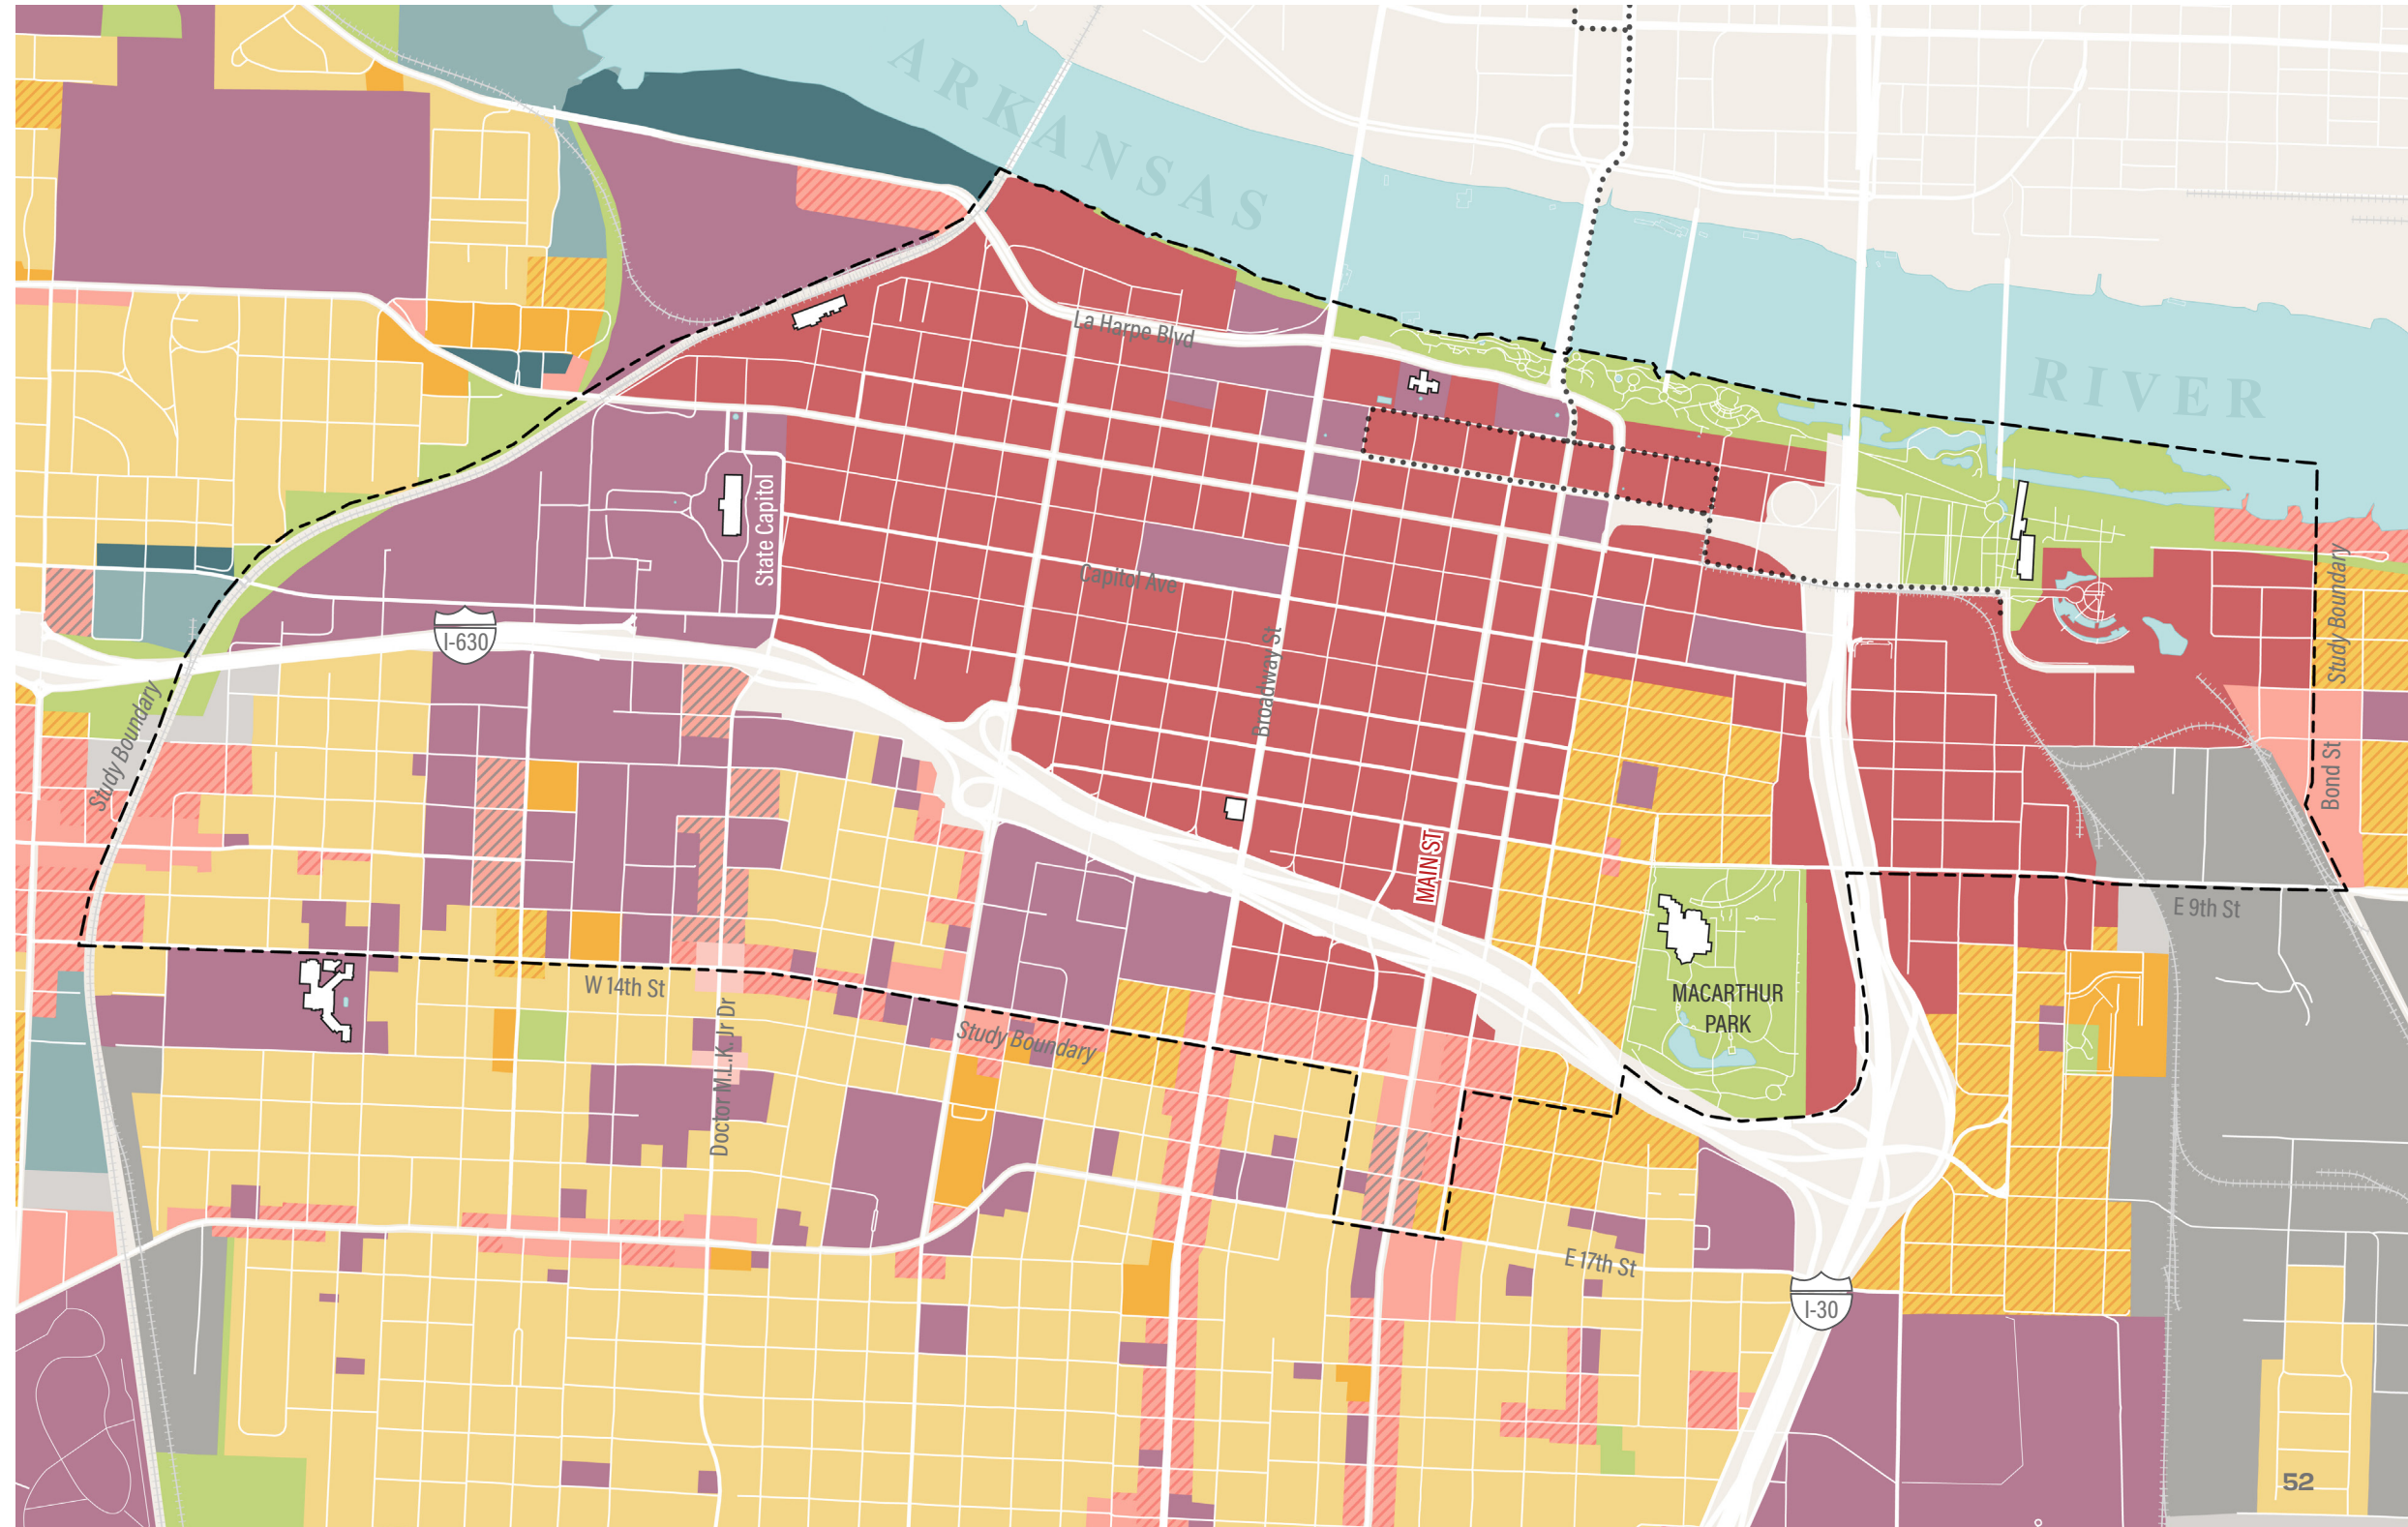 ARKANSAS
RIVER
La Harpe Blvd
State Capitol
Capitol Ave
I-630
Broadway St
Study Boundary
Study Boundary
Bond St
MAIN ST
E 9th St
W 14th St
Doctor M.L.K. Jr Dr
Study Boundary
MACARTHUR
PARK
E 17th St
I-30
52